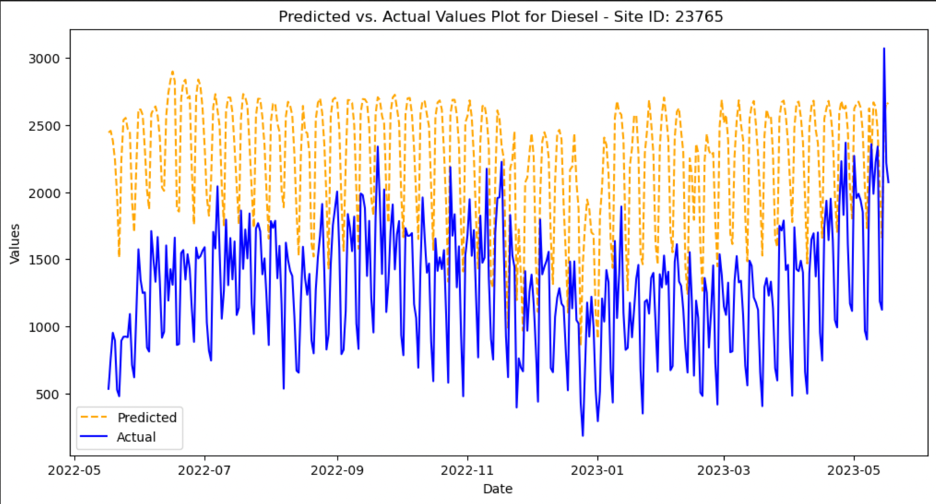 Predicted vs. Actual Values Plot for Diesel - Site ID: 23765
3000
2500
2000
1500
1000
500
Values
Predicted
Actual
2022-05
2022-07
2022-09
2022-11
2023-01
2023-03
2023-05
Date